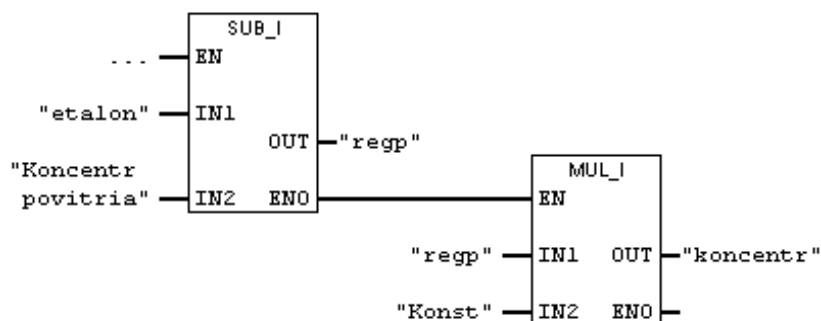 SUB_I
... EN
"etalon" IN1
OUT "regp"
"Koncentr
povitria" IN2 ENO
MUL_I
EN
"regp" IN1 OUT "koncentr"
"Konst" IN2 ENO